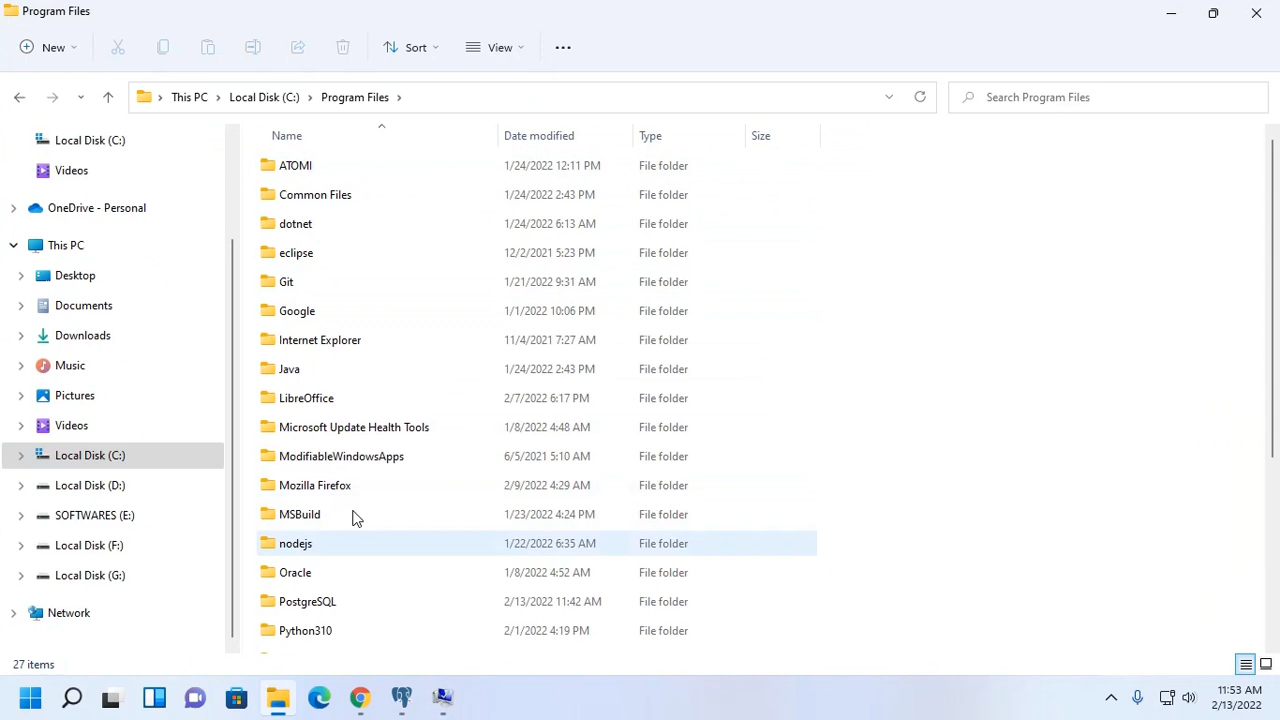 Program Files
New
Sort
View
This PC
Local Disk (C:)
Program Files
Search Program Files
Name
Date modified
Type
Size
Local Disk (C:)
Videos
OneDrive - Personal
This PC
Desktop
Documents
Downloads
Music
Pictures
Videos
Local Disk (C:)
Local Disk (D:)
SOFTWARES (E:)
Local Disk (F:)
Local Disk (G:)
Network
ATOMI 1/24/2022 12:11 PM File folder
Common Files 1/24/2022 2:43 PM File folder
dotnet 1/24/2022 6:13 AM File folder
eclipse 12/2/2021 5:23 PM File folder
Git 1/21/2022 9:31 AM File folder
Google 1/1/2022 10:06 PM File folder
Internet Explorer 11/4/2021 7:27 AM File folder
Java 1/24/2022 2:43 PM File folder
LibreOffice 2/7/2022 6:17 PM File folder
Microsoft Update Health Tools 1/8/2022 4:48 AM File folder
ModifiableWindowsApps 6/5/2021 5:10 AM File folder
Mozilla Firefox 2/9/2022 4:29 AM File folder
MSBuild 1/23/2022 4:24 PM File folder
nodejs 1/22/2022 6:35 AM File folder
Oracle 1/8/2022 4:52 AM File folder
PostgreSQL 2/13/2022 11:42 AM File folder
Python310 2/1/2022 4:19 PM File folder
27 items
11:53 AM
2/13/2022